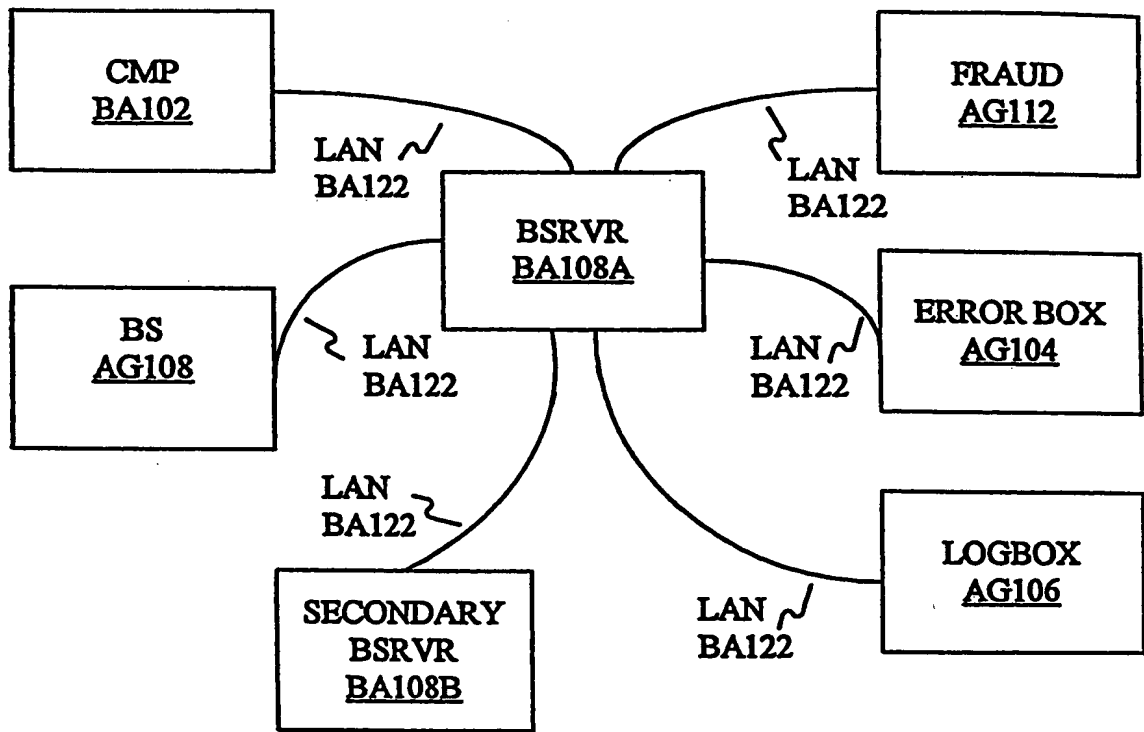 CMP
BA102
FRAUD
AG112
LAN
BA122
LAN
BA122
BSRVR
BA108A
BS
AG108
LAN
BA122
ERROR BOX
AG104
LAN
BA122
LAN
BA122
SECONDARY
BSRVR
BA108B
LOGBOX
AG106
LAN
BA122